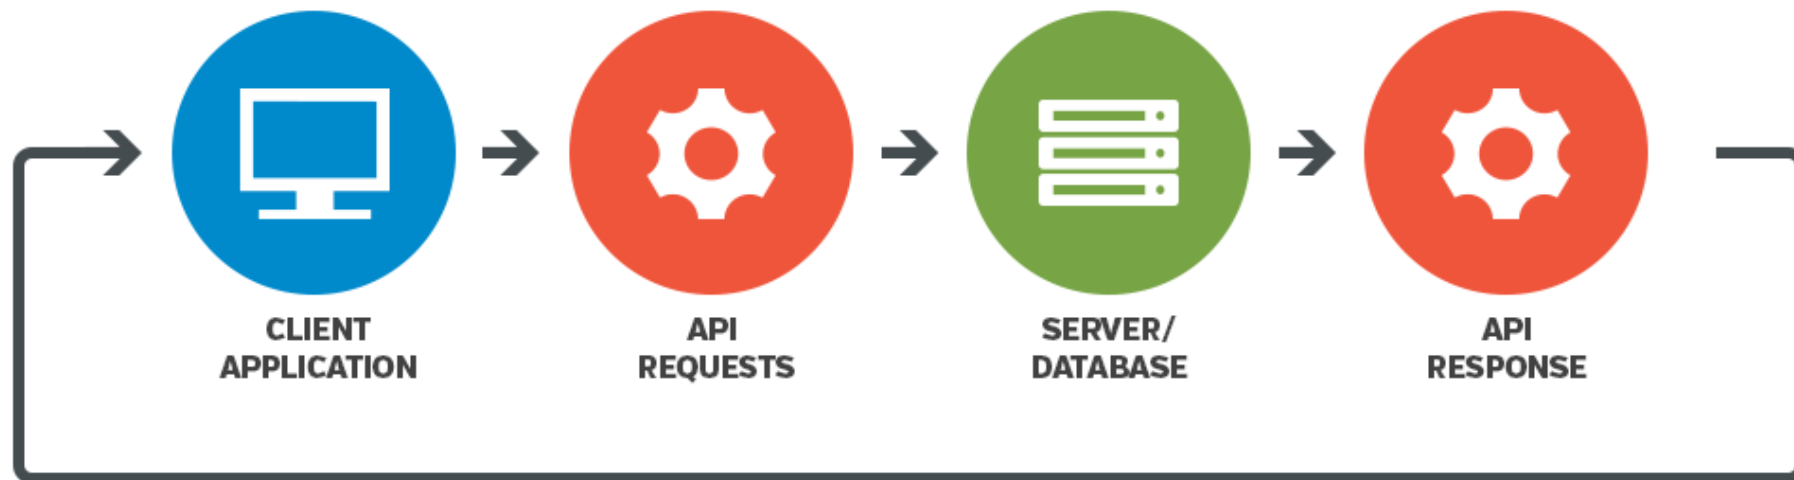 CLIENT
APPLICATION
API
REQUESTS
SERVER/
DATABASE
API
RESPONSE